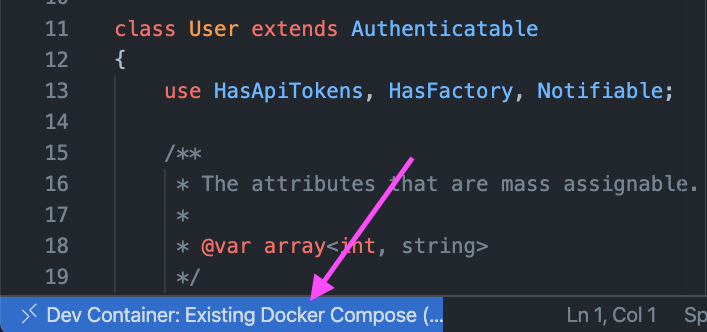 11 class User extends Authenticatable
12 {
13 use HasApiTokens, HasFactory, Notifiable;
14
15 /**
16 * The attributes that are mass assignable.
17 *
18 * @var array<int, string>
19 */
Dev Container: Existing Docker Compose (... Ln 1, Col 1 Sp